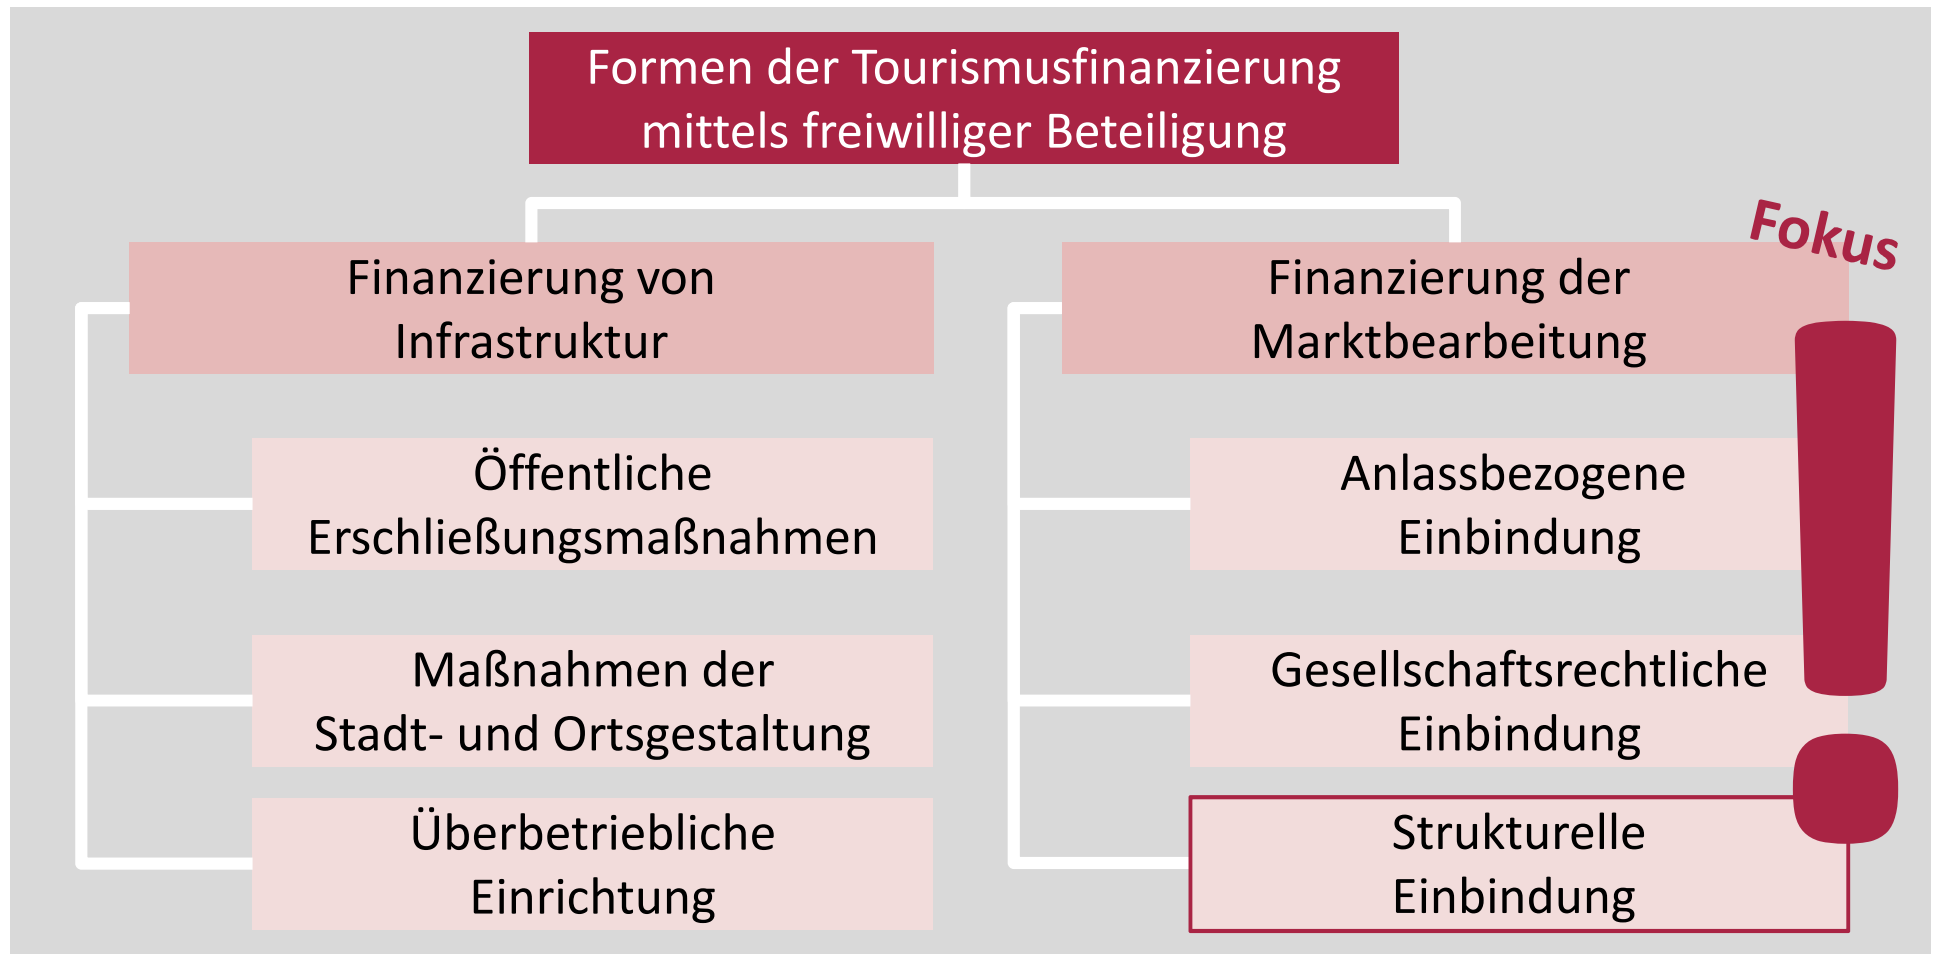 Formen der Tourismusfinanzierung
mittels freiwilliger Beteiligung
Finanzierung von
Infrastruktur
Öffentliche
Erschließungsmaßnahmen
Maßnahmen der
Stadt- und Ortsgestaltung
Überbetriebliche
Einrichtung
Fokus
!
Finanzierung der
Marktbearbeitung
Anlassbezogene
Einbindung
Gesellschaftsrechtliche
Einbindung
Strukturelle
Einbindung